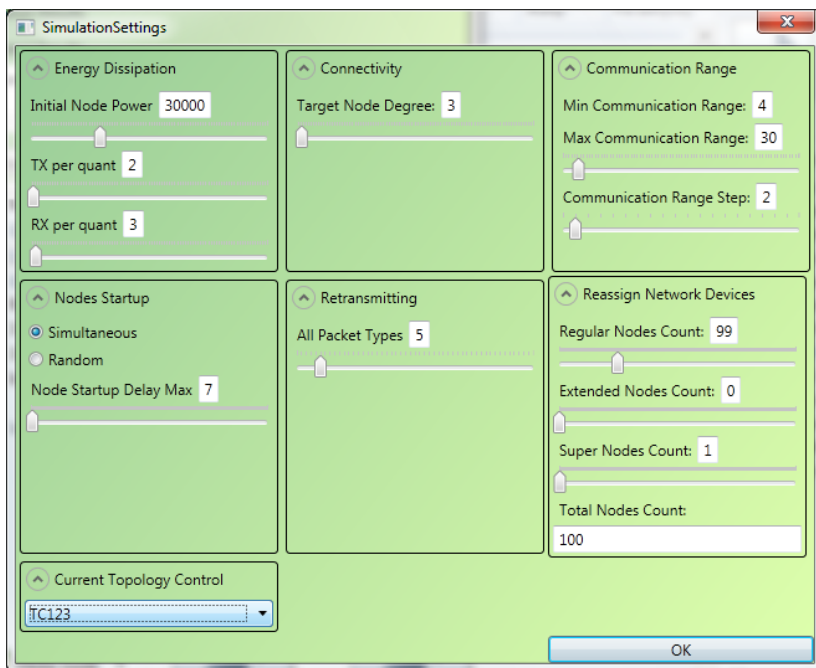 SimulationSettings
Energy Dissipation
Initial Node Power 30000
TX per quant 2
RX per quant 3
Connectivity
Target Node Degree: 3
Communication Range
Min Communication Range: 4
Max Communication Range: 30
Communication Range Step: 2
Nodes Startup
Simultaneous
Random
Node Startup Delay Max 7
Retransmitting
All Packet Types 5
Reassign Network Devices
Regular Nodes Count: 99
Extended Nodes Count: 0
Super Nodes Count: 1
Total Nodes Count:
100
Current Topology Control
TC123
OK